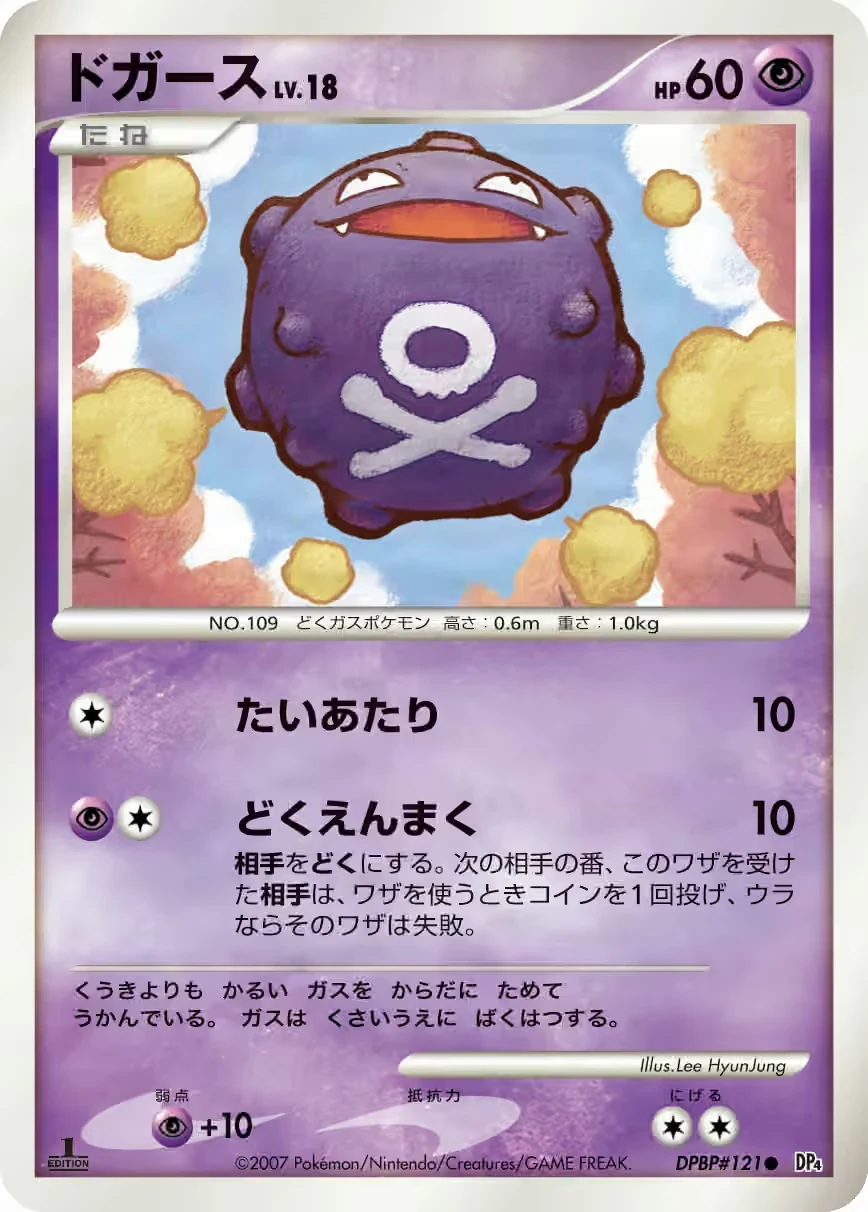 ドガース LV.18 HP 60
たね
NO.109 どくガスポケモン 高さ：0.6m 重さ：1.0kg
たいあたり 10
どくえんまく 10
相手をどくにする。次の相手の番、このワザを受け
た相手は、ワザを使うときコインを1回投げ、ウラ
ならそのワザは失敗。
くうきよりも かるい ガスを からだに ためて
うかんでいる。 ガスは くさいうえに ばくはつする。
Illus.Lee HyunJung
弱点 抵抗力 にげる
+10
1 EDITION
©2007 Pokémon/Nintendo/Creatures/GAME FREAK. DPBP#121● DP4